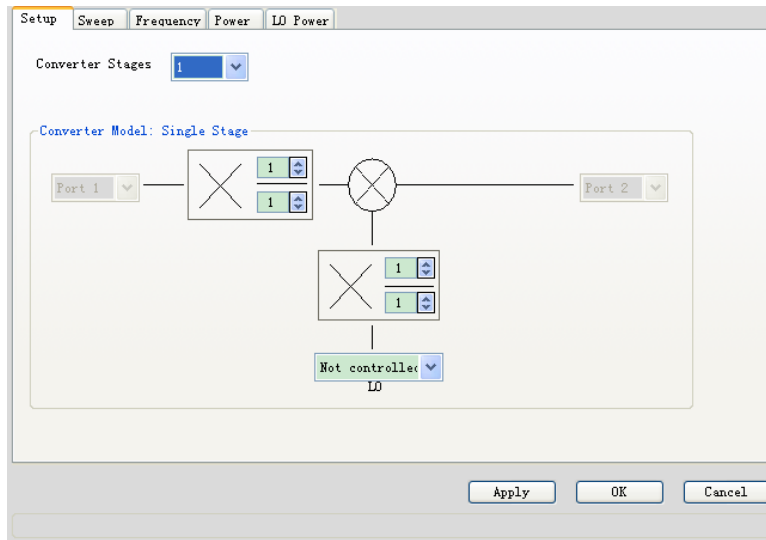 Setup Sweep Frequency Power LO Power
Converter Stages 1
Converter Model: Single Stage
Port 1 1 Port 2
1
1
1
Not controlled
LO
Apply OK Cancel